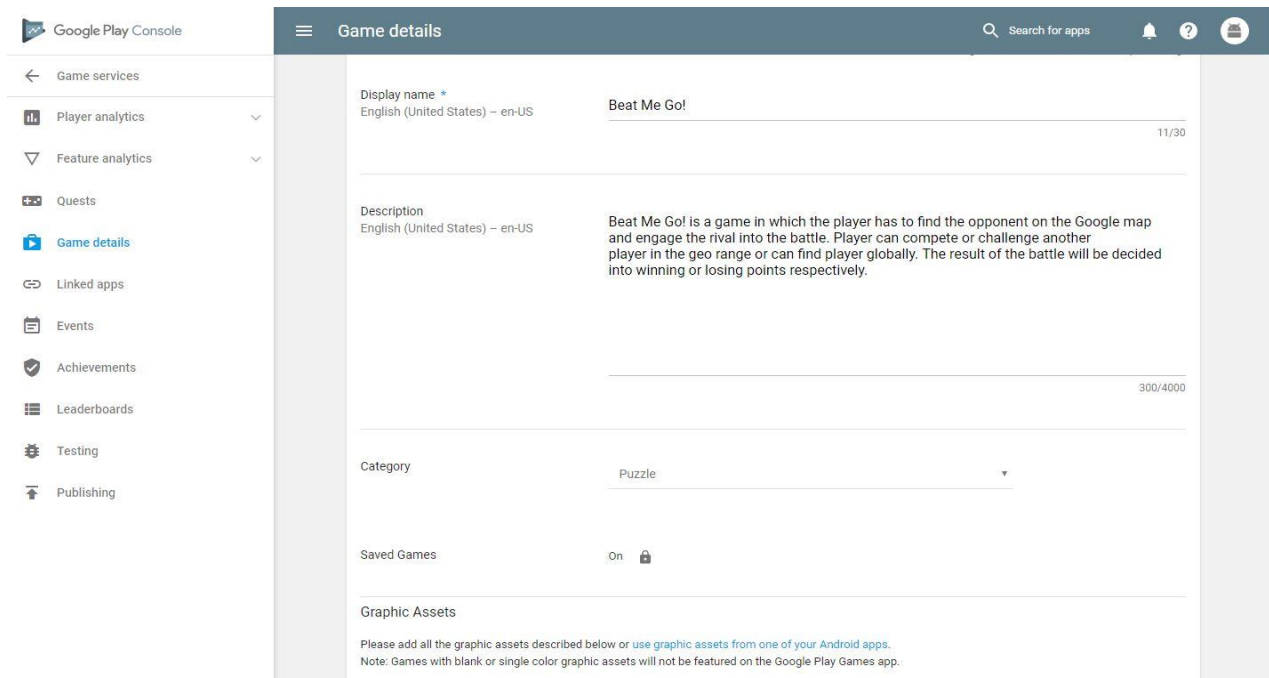 Google Play Console
Game details
Search for apps
Game services
Player analytics
Feature analytics
Quests
Game details
Linked apps
Events
Achievements
Leaderboards
Testing
Publishing
Display name *
English (United States) – en-US
Beat Me Go!
11/30
Description
English (United States) – en-US
Beat Me Go! is a game in which the player has to find the opponent on the Google map
and engage the rival into the battle. Player can compete or challenge another
player in the geo range or can find player globally. The result of the battle will be decided
into winning or losing points respectively.
300/4000
Category
Puzzle
Saved Games
On
Graphic Assets
Please add all the graphic assets described below or use graphic assets from one of your Android apps.
Note: Games with blank or single color graphic assets will not be featured on the Google Play Games app.